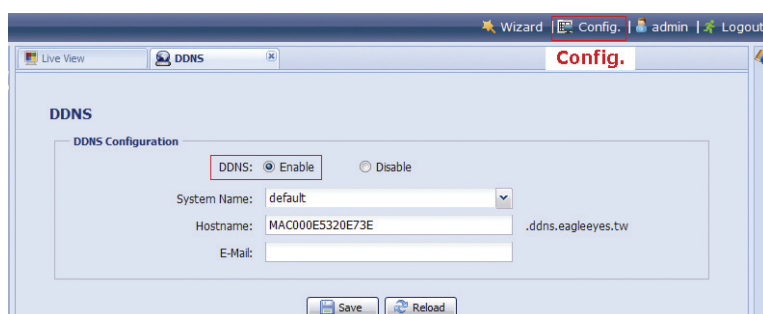 Wizard | Config. | admin | Logout
Live View DDNS
Config.
DDNS
DDNS Configuration
DDNS: Enable Disable
System Name: default
Hostname: MAC000E5320E73E .ddns.eagleeyes.tw
E-Mail:
Save Reload